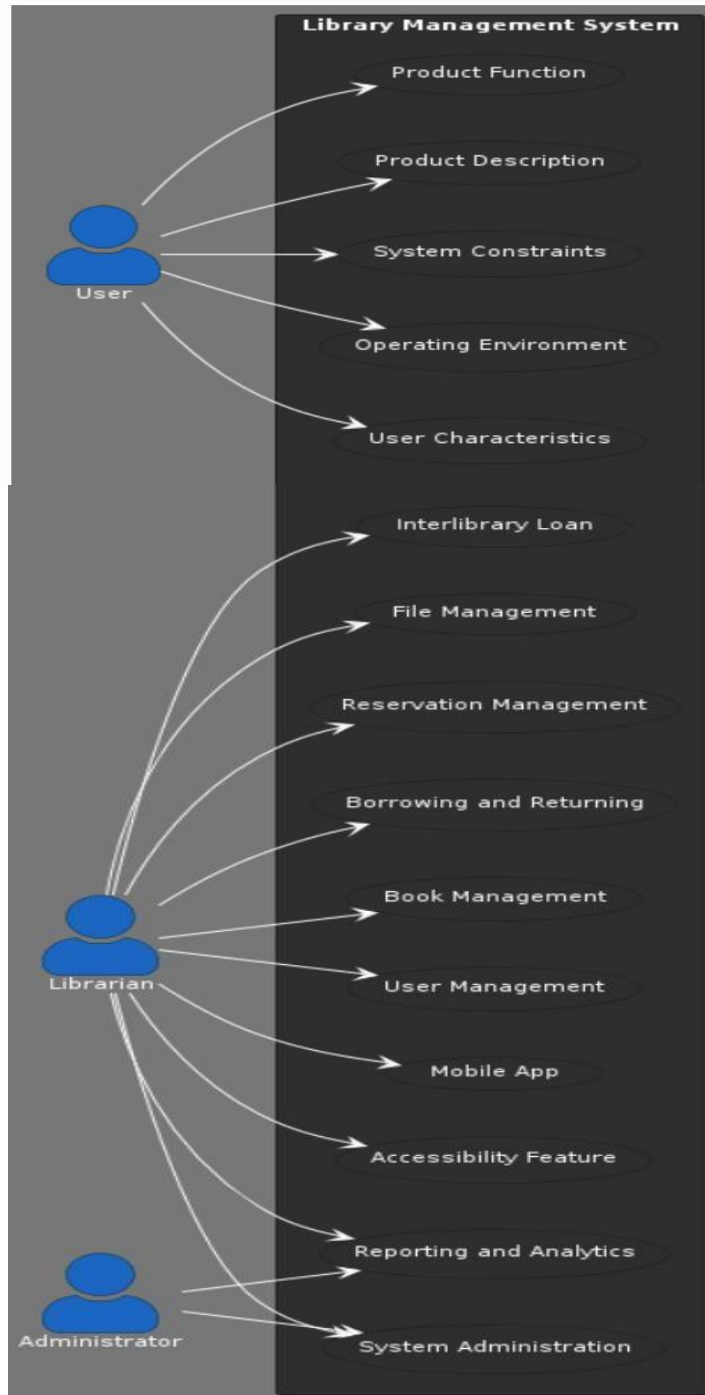 Library Management System
Product Function
Product Description
System Constraints
User
Operating Environment
User Characteristics
Interlibrary Loan
File Management
Reservation Management
Borrowing and Returning
Book Management
Librarian
User Management
Mobile App
Accessibility Feature
Reporting and Analytics
Administrator
System Administration